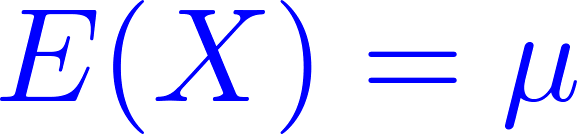 E(X) = μ